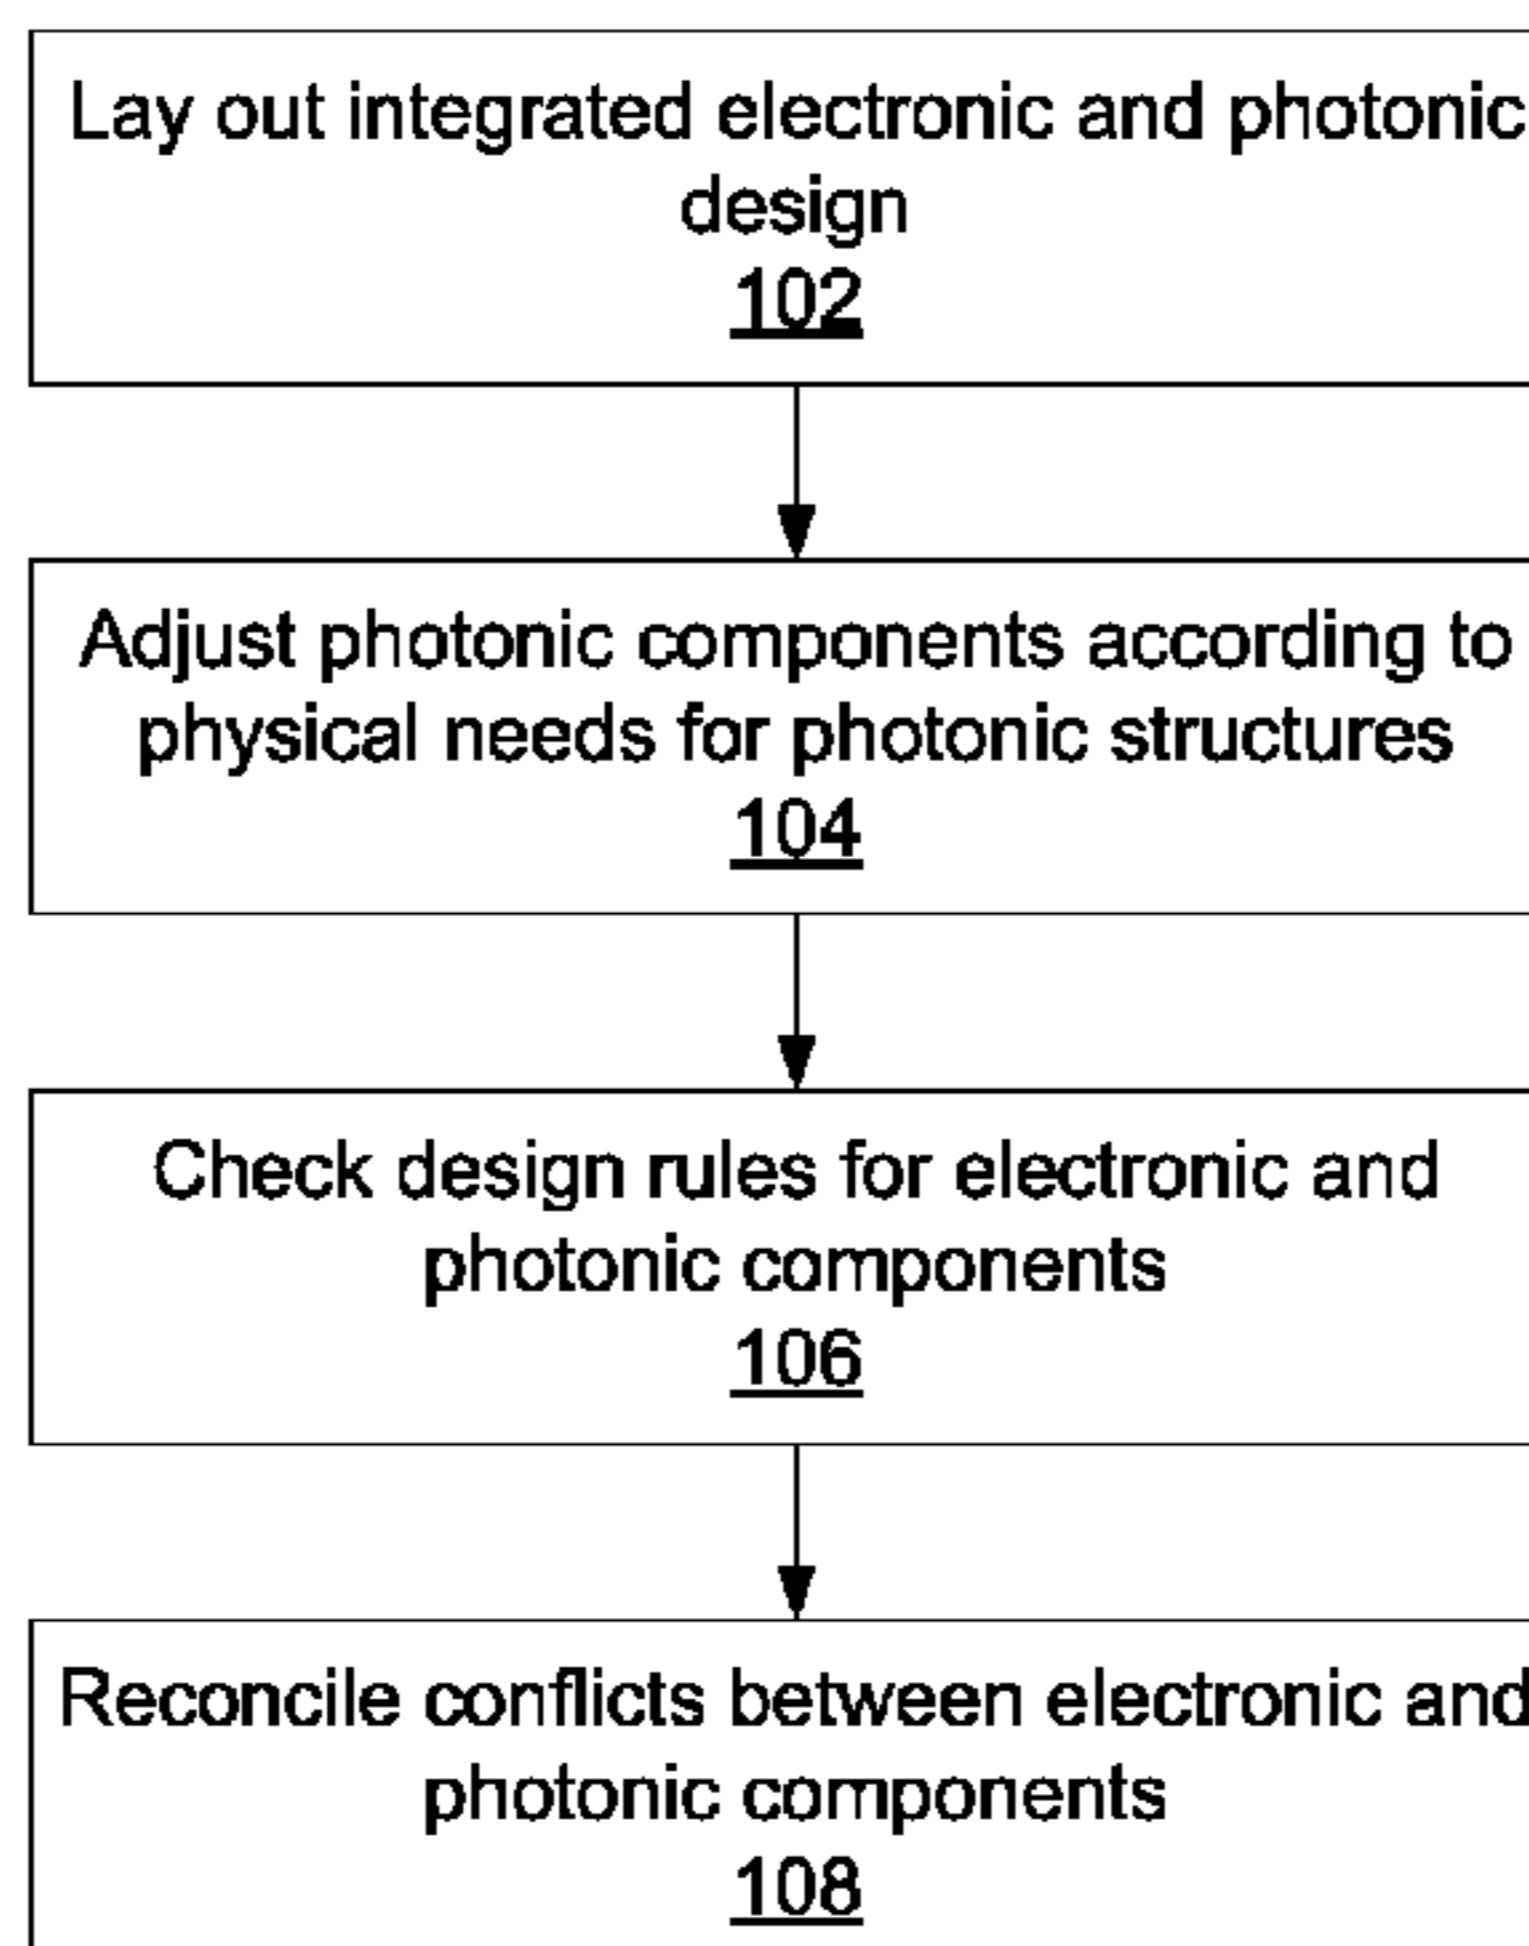 Lay out integrated electronic and photonic
design
102
Adjust photonic components according to
physical needs for photonic structures
104
Check design rules for electronic and
photonic components
106
Reconcile conflicts between electronic and
photonic components
108